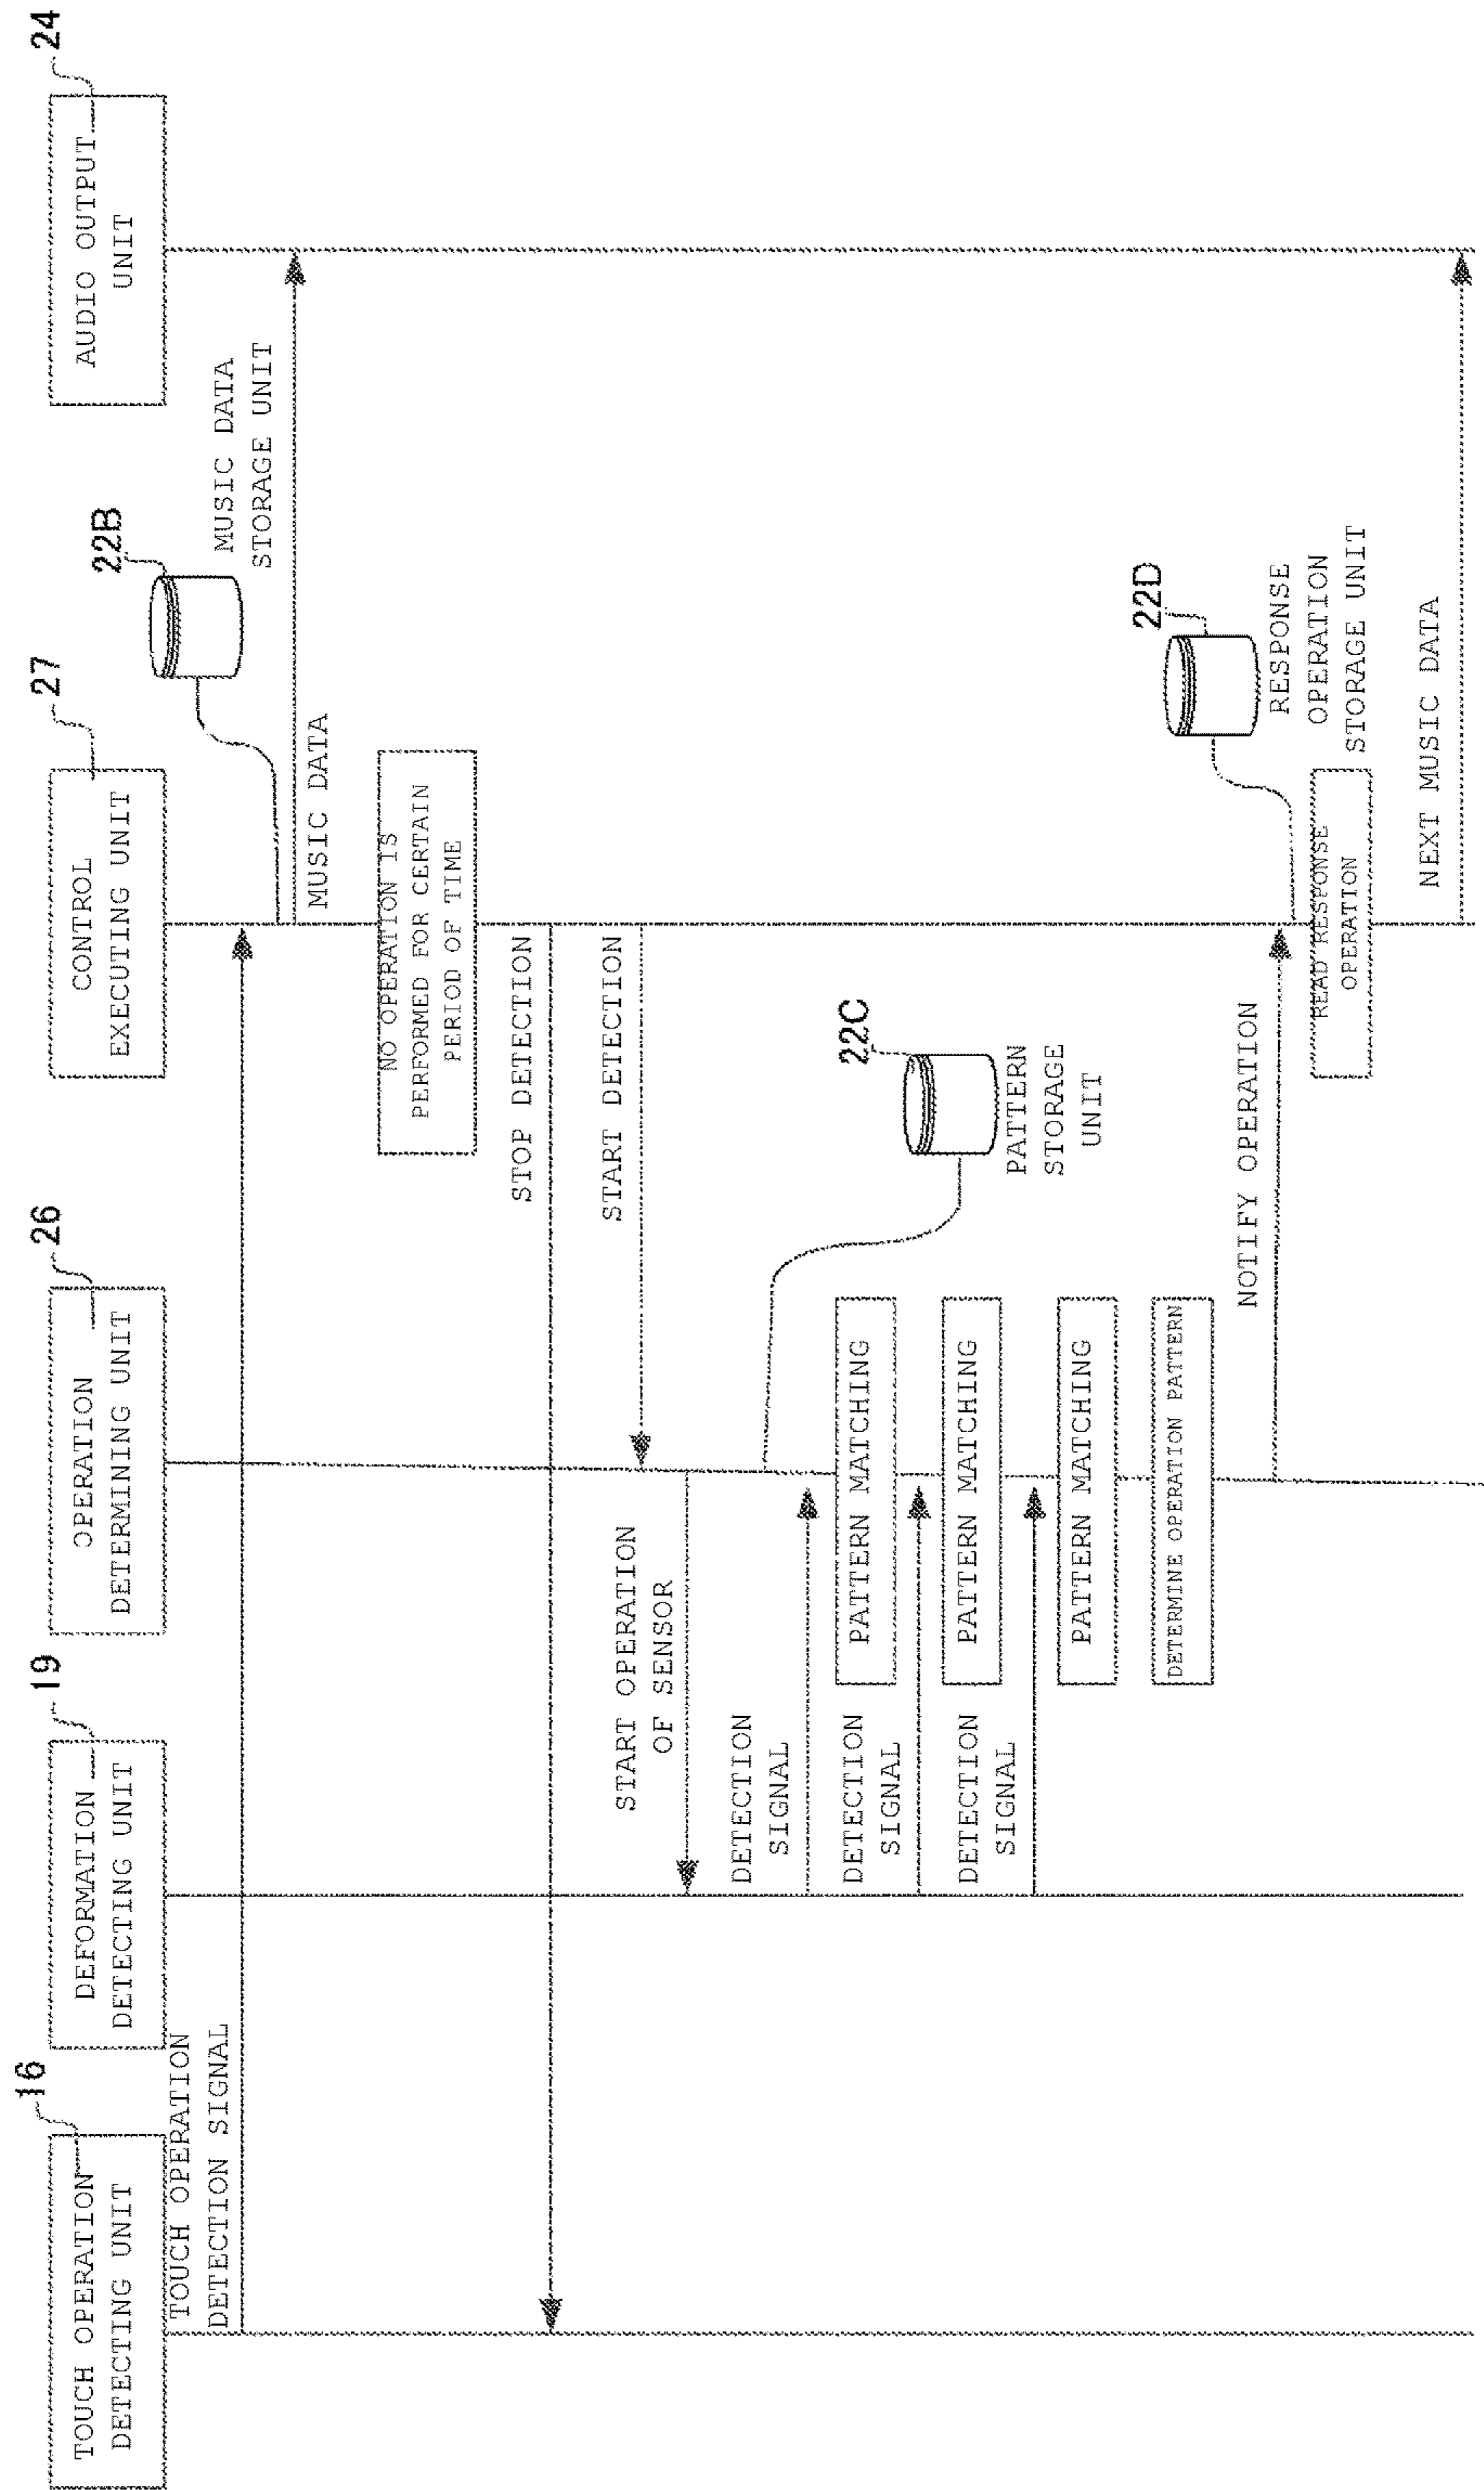 16
TOUCH OPERATION
DETECTING UNIT
19
DEFORMATION
DETECTING UNIT
26
OPERATION
DETERMINING UNIT
27
CONTROL
EXECUTING UNIT
24
AUDIO OUTPUT
UNIT
TOUCH OPERATION
DETECTION SIGNAL
22B
MUSIC DATA
STORAGE UNIT
MUSIC DATA
NO OPERATION IS
PERFORMED FOR CERTAIN
PERIOD OF TIME
STOP DETECTION
START DETECTION
START OPERATION
OF SENSOR
22C
PATTERN
STORAGE
UNIT
DETECTION
SIGNAL
PATTERN MATCHING
DETECTION
SIGNAL
PATTERN MATCHING
DETECTION
SIGNAL
PATTERN MATCHING
DETERMINE OPERATION PATTERN
NOTIFY OPERATION
22D
RESPONSE
OPERATION
STORAGE UNIT
READ RESPONSE
OPERATION
NEXT MUSIC DATA